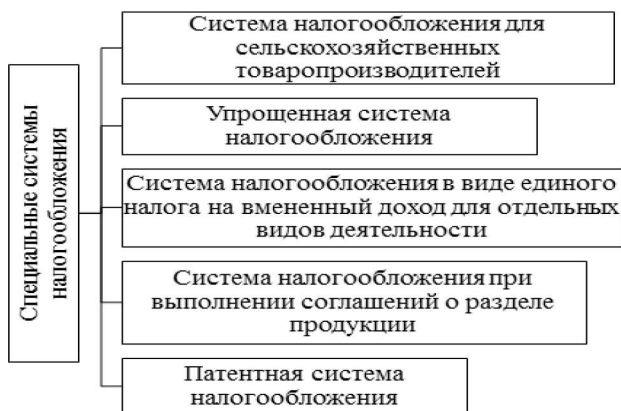 Специальные системы
налогообложения
Система налогообложения для
сельскохозяйственных
товаропроизводителей
Упрощенная система
налогообложения
Система налогообложения в виде единого
налога на вмененный доход для отдельных
видов деятельности
Система налогообложения при
выполнении соглашений о разделе
продукции
Патентная система
налогообложения